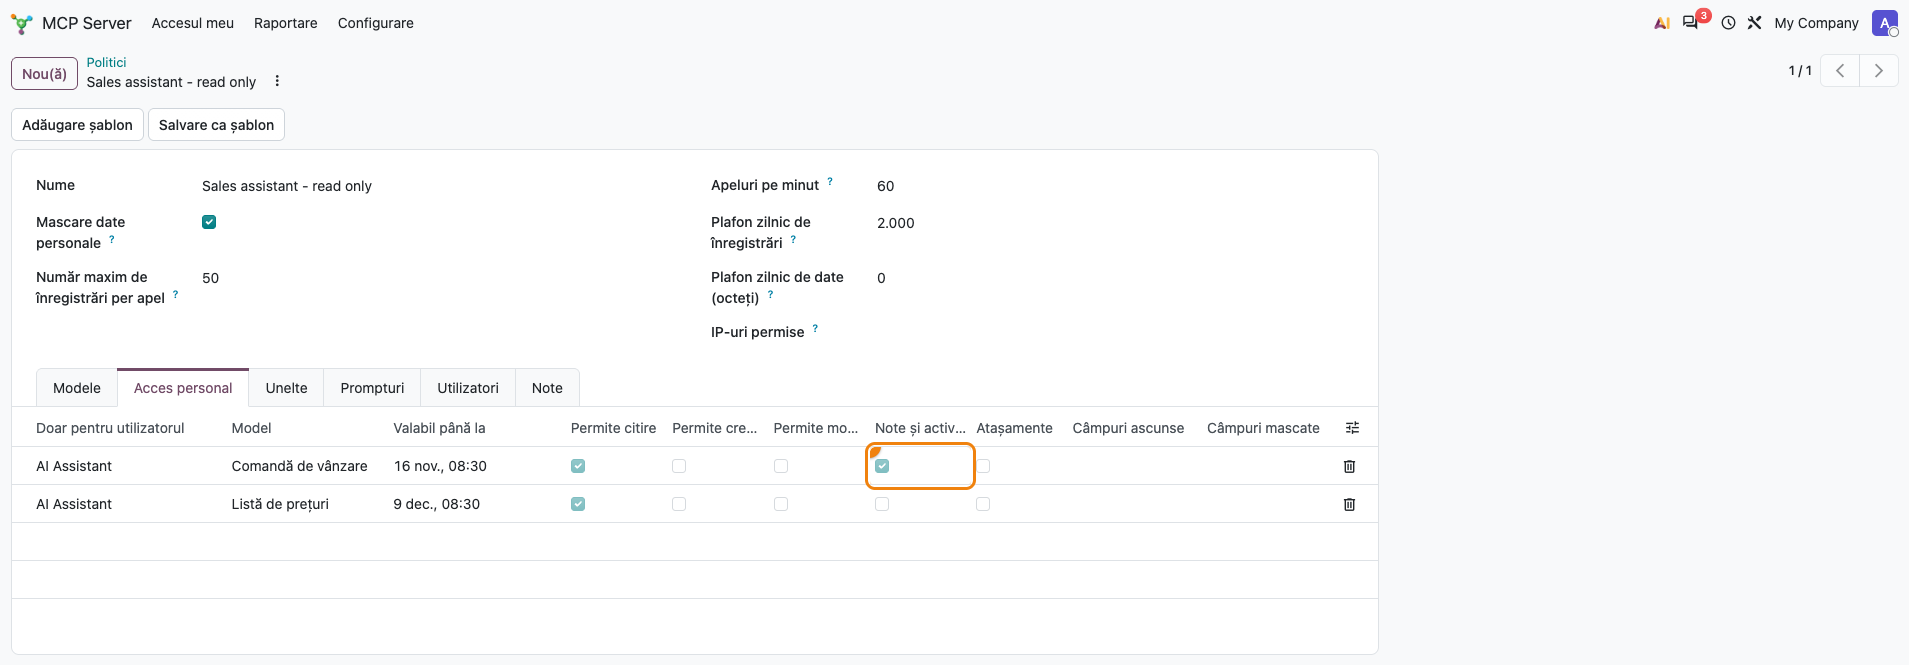 MCP Server Accesul meu Raportare Configurare 3 My Company A
Nou(ă) Politici
Sales assistant - read only
1 / 1
Adăugare șablon Salvare ca șablon
Nume Sales assistant - read only
Mascare date
personale ?
Număr maxim de 50
înregistrări per apel ?
Apeluri pe minut ? 60
Plafon zilnic de 2.000
înregistrări ?
Plafon zilnic de date 0
(octeți) ?
IP-uri permise ?
Modele Acces personal Unelte Prompturi Utilizatori Note
Doar pentru utilizatorul Model Valabil până la Permite citire Permite cre... Permite mo... Note și activ... Atașamente Câmpuri ascunse Câmpuri mascate
AI Assistant Comandă de vânzare 16 nov., 08:30
AI Assistant Listă de prețuri 9 dec., 08:30